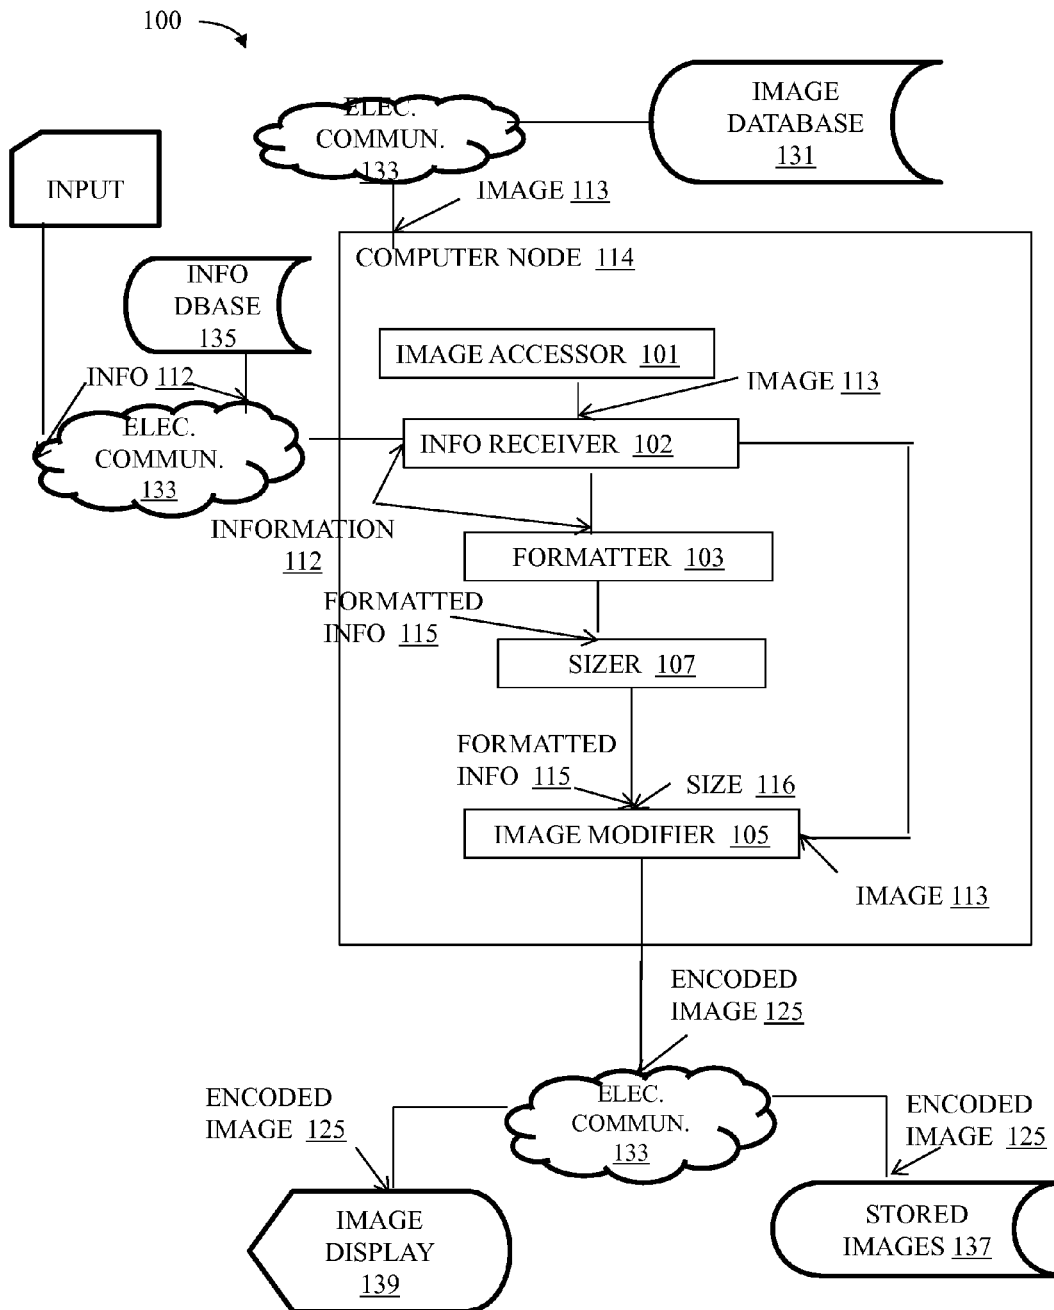 100
ELEC.
COMMUN.
133
IMAGE
DATABASE
131
INPUT
IMAGE 113
COMPUTER NODE 114
INFO
DBASE
135
IMAGE ACCESSOR 101
INFO 112
IMAGE 113
ELEC.
COMMUN.
133
INFO RECEIVER 102
INFORMATION
112
FORMATTER 103
FORMATTED
INFO 115
SIZER 107
FORMATTED
INFO 115
SIZE 116
IMAGE MODIFIER 105
IMAGE 113
ENCODED
IMAGE 125
ELEC.
COMMUN.
133
ENCODED
IMAGE 125
ENCODED
IMAGE 125
IMAGE
DISPLAY
139
STORED
IMAGES 137